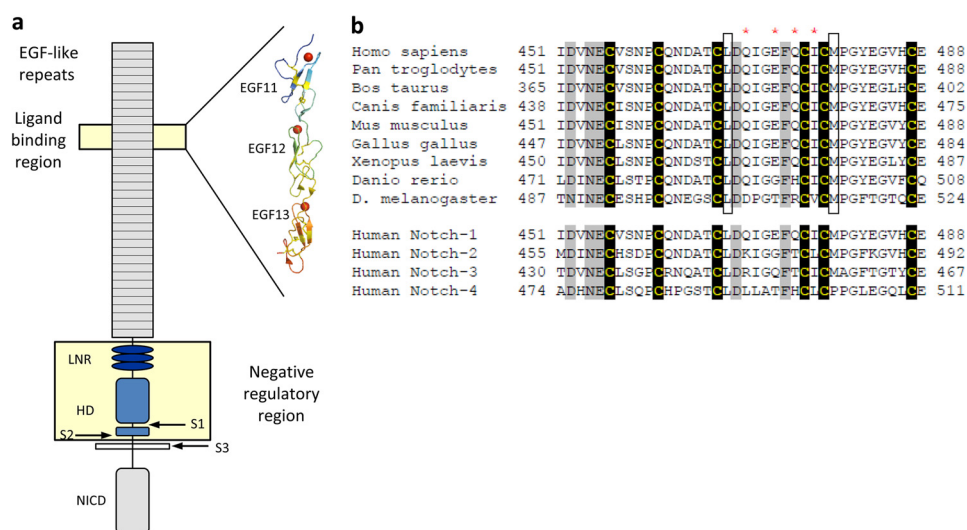 a
EGF-like
repeats
Ligand
binding
region
EGF11
EGF12
EGF13
LNR
HD
S1
S2
S3
NICD
Negative
regulatory
region
b
* * * *
Homo sapiens 451 IDVNECVSNPCQNDATCLDQIGEFQCICMPGYEGVHCE 488
Pan troglodytes 451 IDVNECVSNPCQNDATCLDQIGEFQCICMPGYEGVHCE 488
Bos taurus 365 IDVNECVSNPCQNDATCLDQIGEFQCICMPGYEGLHCE 402
Canis familiaris 438 IDVNECISNPCQNDATCLDQIGEFQCICMPGYEGVHCE 475
Mus musculus 451 IDVNECISNPCQNDATCLDQIGEFQCICMPGYEGVYCE 488
Gallus gallus 447 IDVNECLSNPCQNDATCLDQIGEFQCICMPGYEGVYCE 484
Xenopus laevis 450 IDVNECLSNPCQNDSTCLDQIGEFQCICMPGYEGLYCE 487
Danio rerio 471 LDINECLSTPCQNDATCLDQIGGFHCICMPGYEGVFCQ 508
D. melanogaster 487 TNINECESHPCQNEGSCLDDPGTFRCVCMPGFTGTQCE 524
Human Notch-1 451 IDVNECVSNPCQNDATCLDQIGEFQCICMPGYEGVHCE 488
Human Notch-2 455 MDINECHSDPCQNDATCLDKIGGFTCLCMPGFKGVHCE 492
Human Notch-3 430 TDVNECLSGPCRNQATCLDRIGQFTCICMAGFTGTYCE 467
Human Notch-4 474 ADHNECLSQPCHPGSTCLDLLATFHCLCPPGLEGQLCE 511